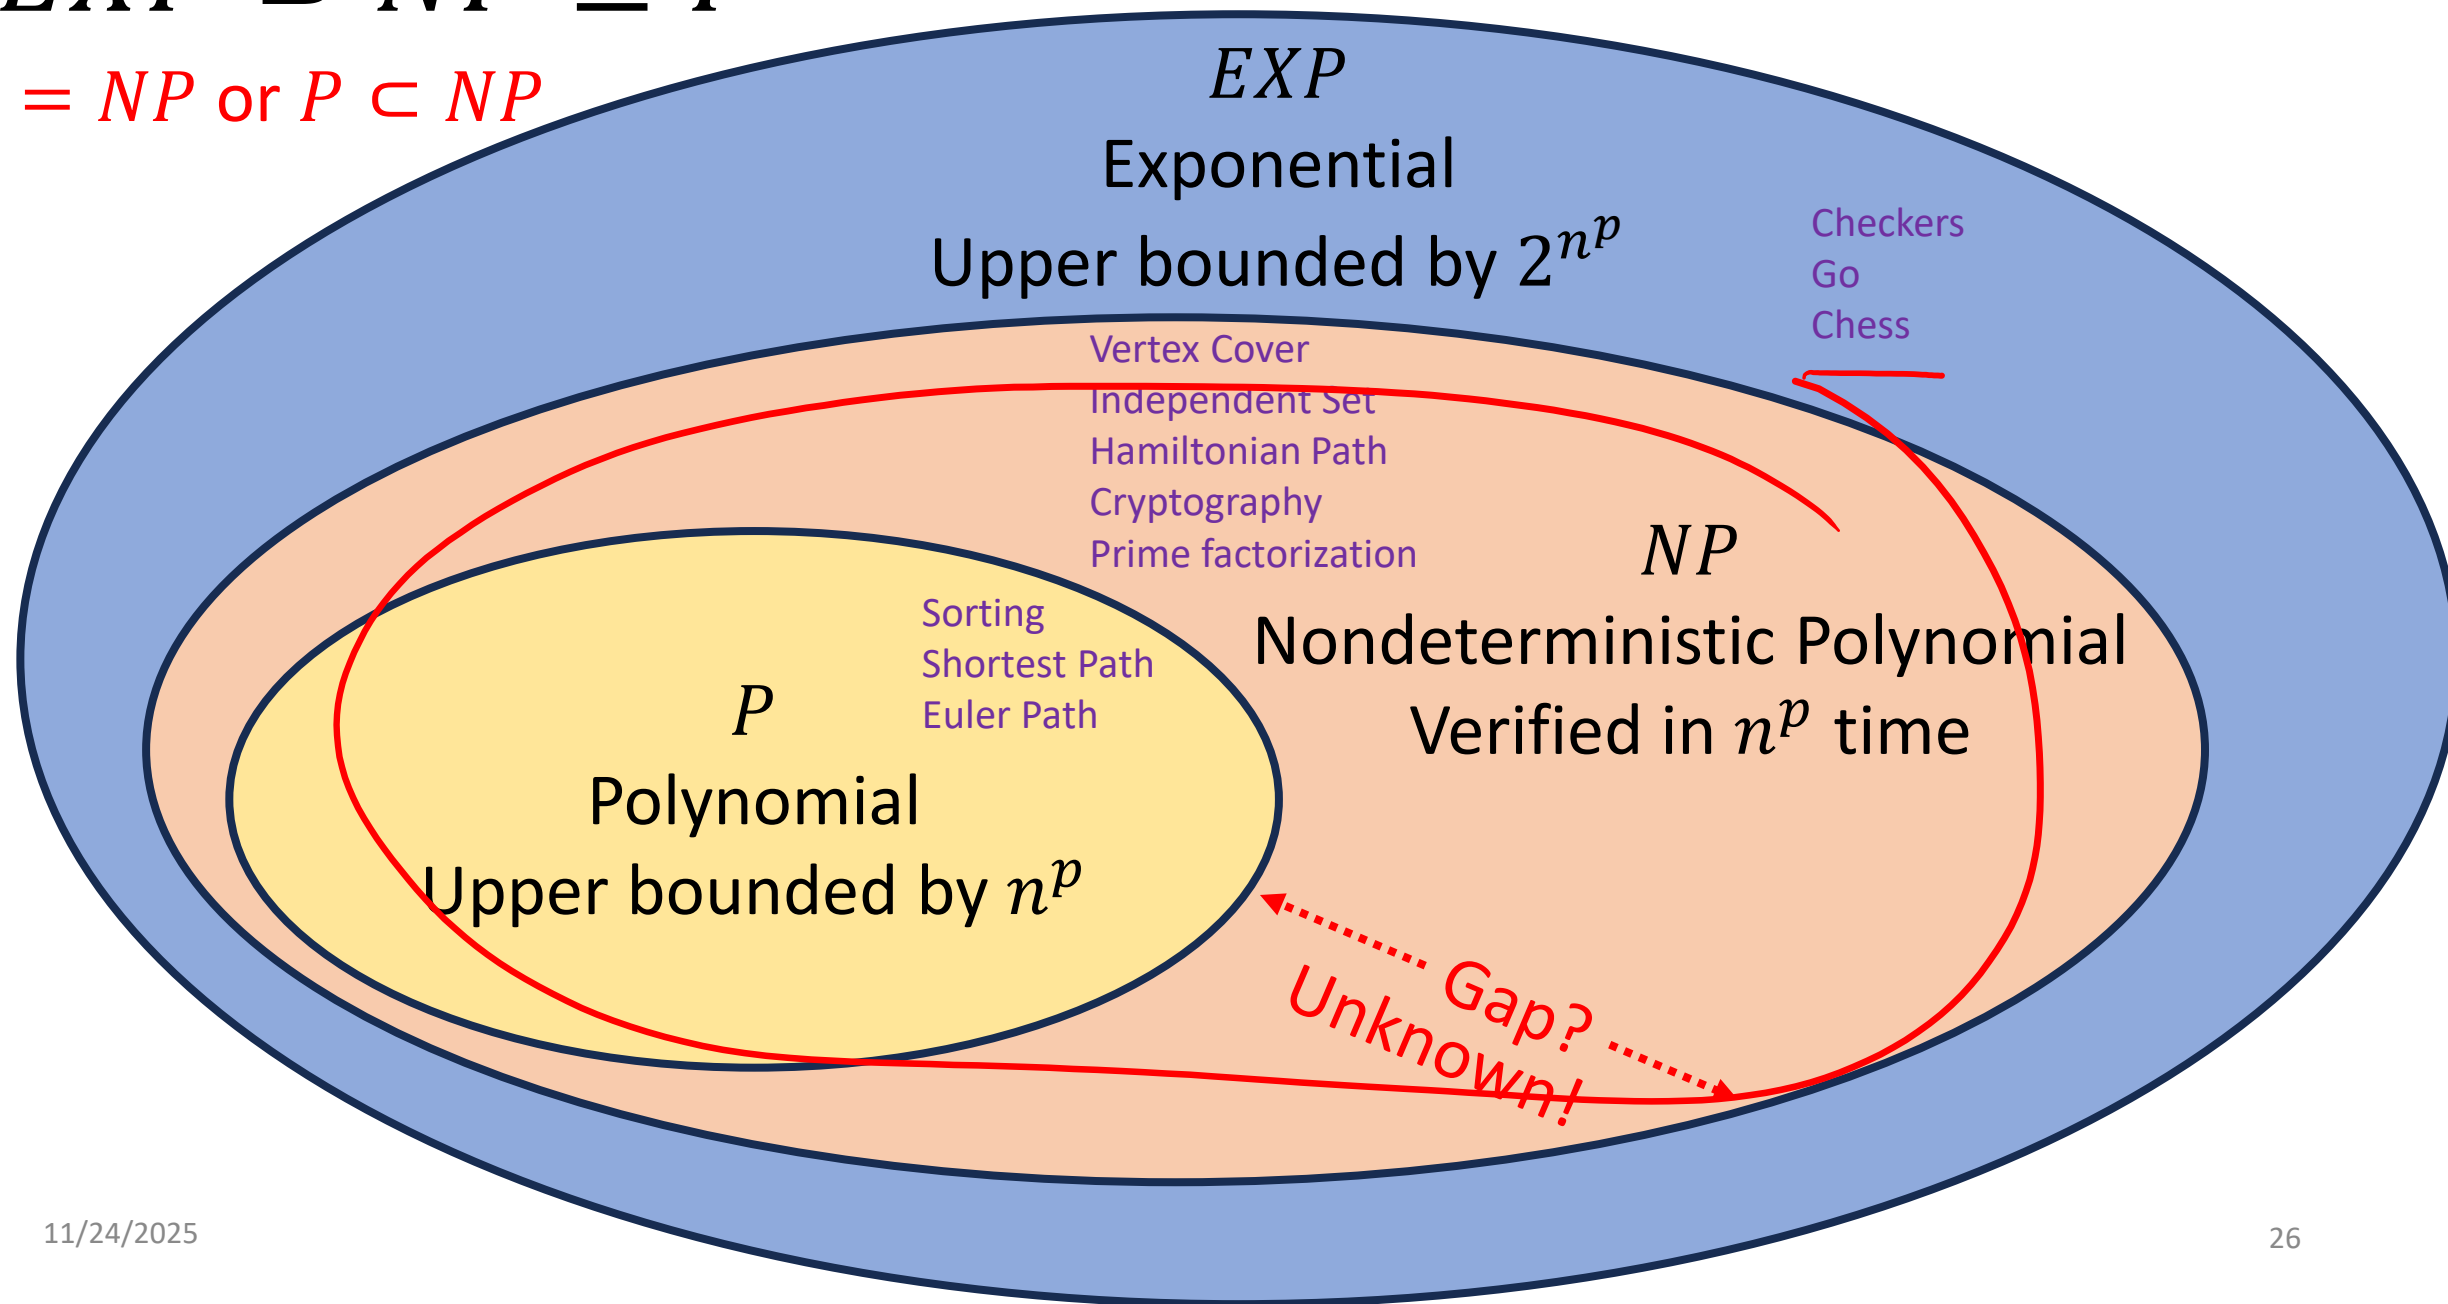 EXP ⊇ NP ⊇ P
= NP or P ⊂ NP
EXP
Exponential
Upper bounded by 2^{n^p}
Checkers
Go
Chess
Vertex Cover
Independent Set
Hamiltonian Path
Cryptography
Prime factorization
NP
Nondeterministic Polynomial
Verified in n^p time
Sorting
Shortest Path
Euler Path
P
Polynomial
Upper bounded by n^p
Gap?
Unknown!
11/24/2025
26